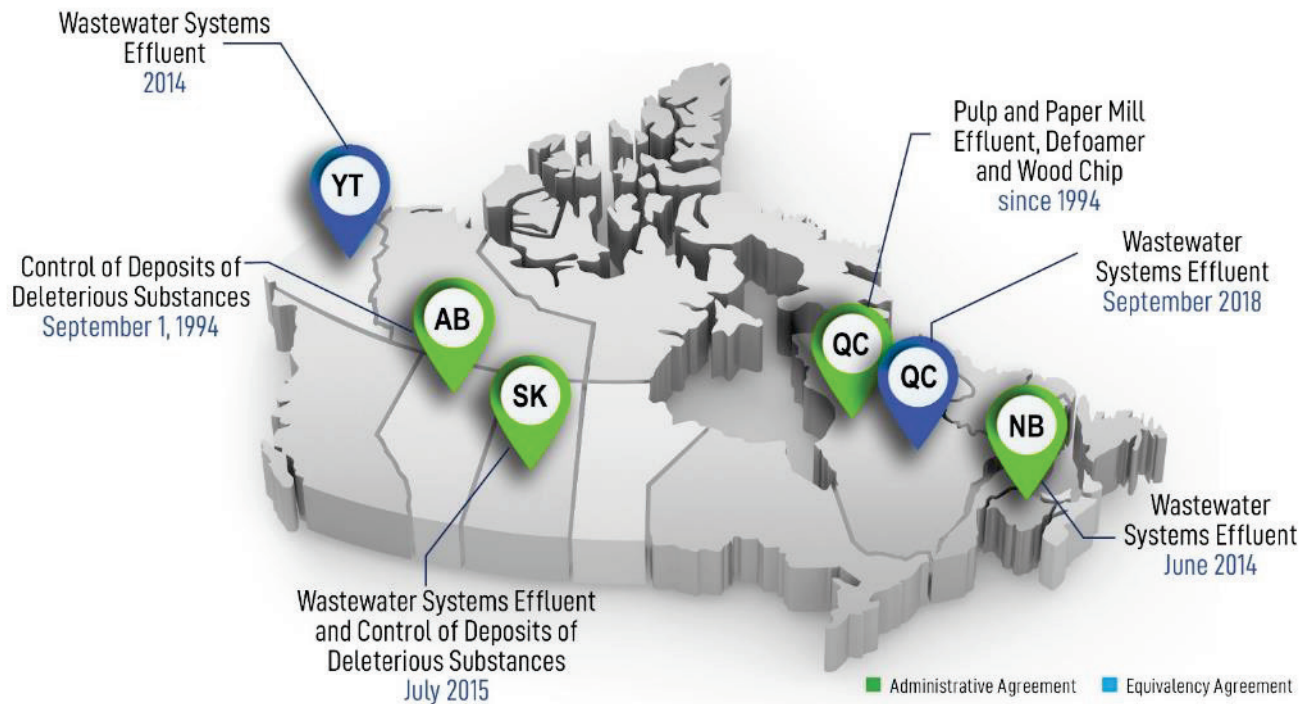 Wastewater Systems
Effluent
2014
YT
Control of Deposits of
Deleterious Substances
September 1, 1994
AB
SK
Wastewater Systems Effluent
and Control of Deposits of
Deleterious Substances
July 2015
Pulp and Paper Mill
Effluent, Defoamer
and Wood Chip
since 1994
QC
Wastewater
Systems Effluent
September 2018
QC
NB
Wastewater
Systems Effluent
June 2014
Administrative Agreement
Equivalency Agreement